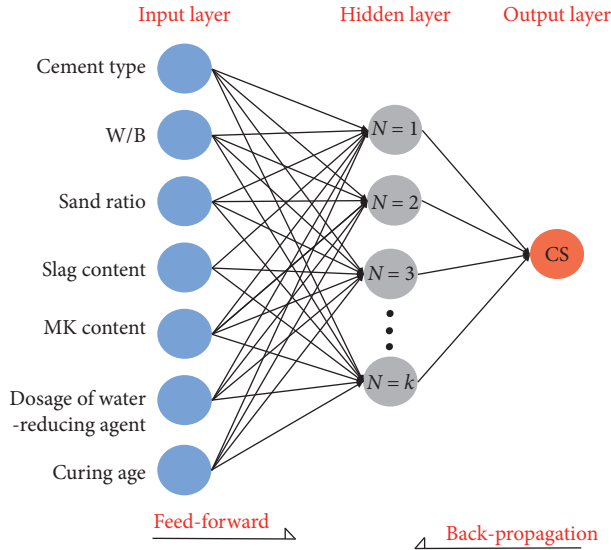 Input layer
Hidden layer
Output layer
Cement type
W/B
Sand ratio
Slag content
MK content
Dosage of water
-reducing agent
Curing age
N = 1
N = 2
N = 3
N = k
CS
Feed-forward
Back-propagation